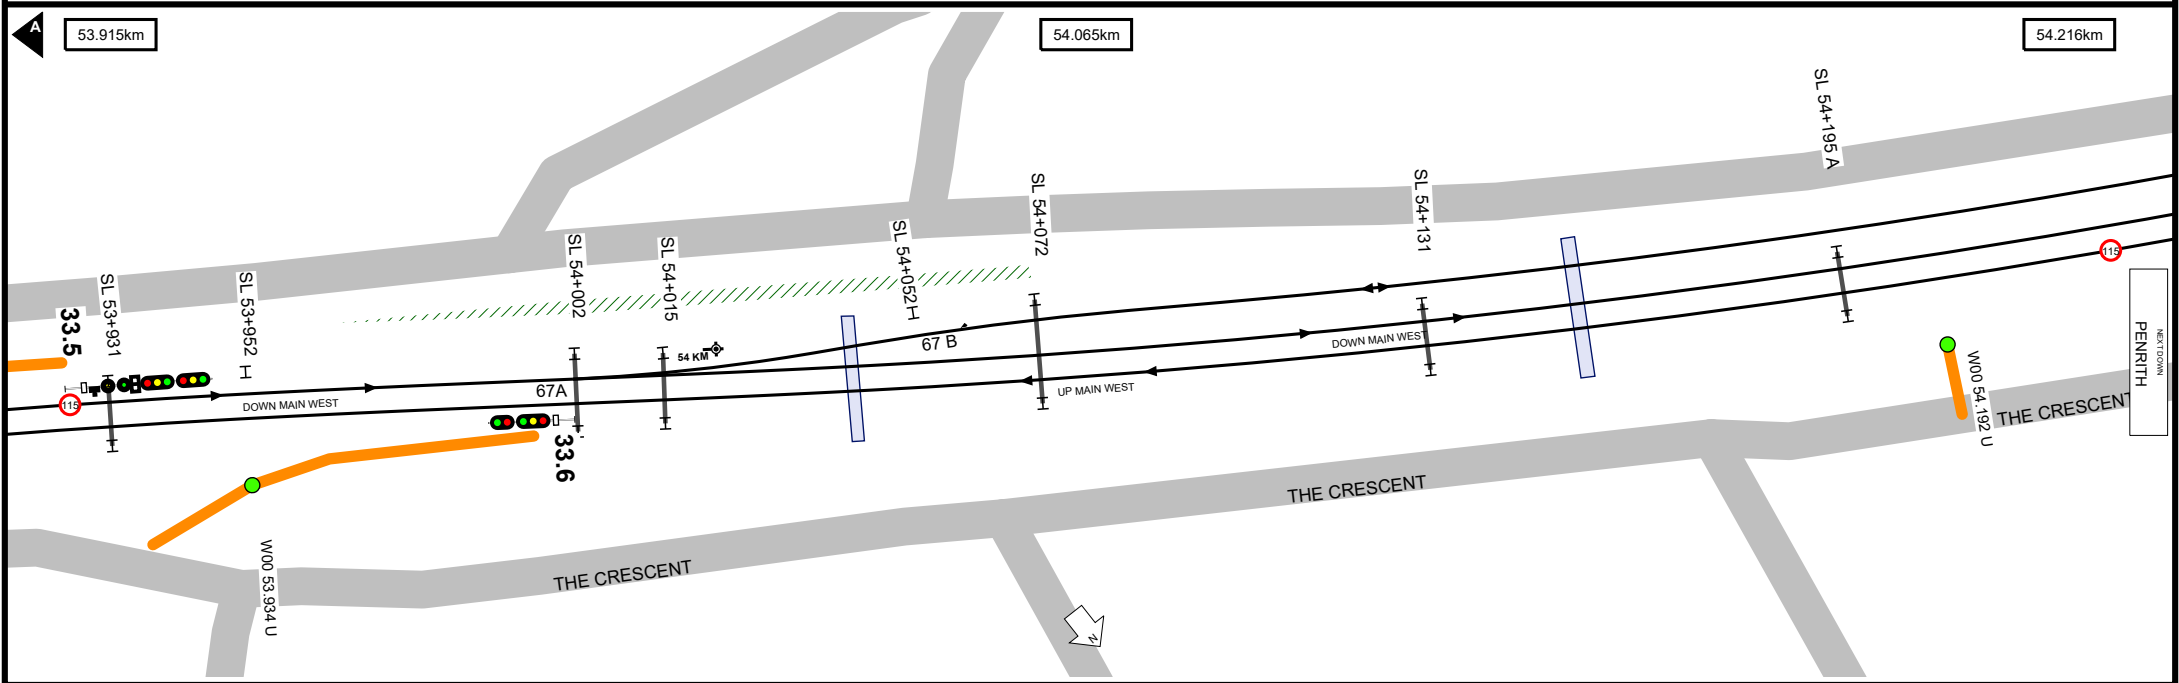 A
53.915km
54.065km
54.216km
SL 54+195 A
SL 54+131
SL 54+072
SL 54+052H
SL 54+015
SL 54+002
SL 53+952 H
SL 53+931
33.5
115
115
54 KM
67 B
67A
DOWN MAIN WEST
DOWN MAIN WEST
UP MAIN WEST
33.6
NEXT DOWN
PENRITH
W00 54.192 U
THE CRESCENT
THE CRESCENT
THE CRESCENT
W00 53.934 U
N